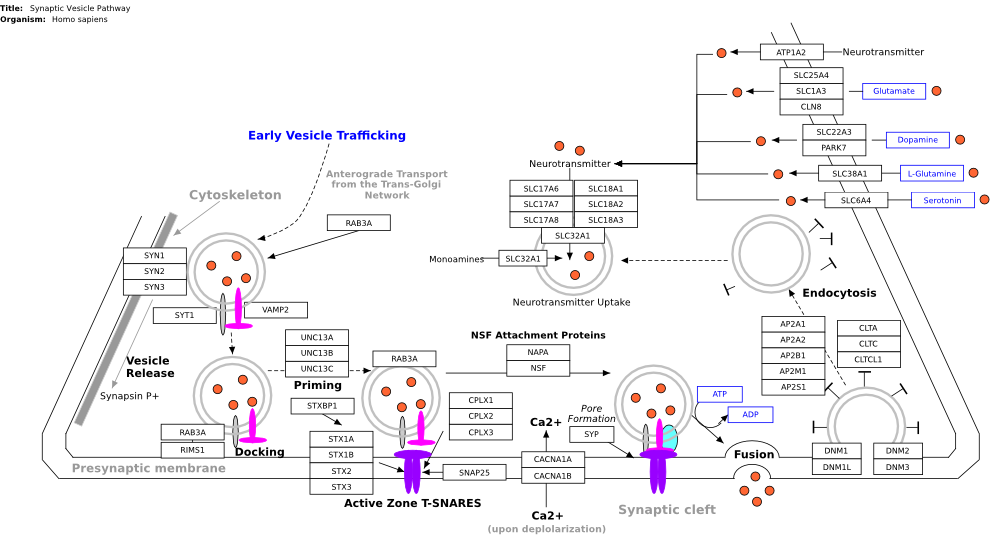 Title: Synaptic Vesicle Pathway
Organism: Homo sapiens
ATP1A2
Neurotransmitter
SLC25A4
SLC1A3
CLN8
Glutamate
SLC22A3
PARK7
Dopamine
SLC38A1
L-Glutamine
SLC6A4
Serotonin
Early Vesicle Trafficking
Anterograde Transport
from the Trans-Golgi
Network
Cytoskeleton
RAB3A
Neurotransmitter
SLC17A6
SLC17A7
SLC17A8
SLC18A1
SLC18A2
SLC18A3
SLC32A1
Monoamines
SLC32A1
Neurotransmitter Uptake
SYN1
SYN2
SYN3
SYT1
VAMP2
Endocytosis
Vesicle
Release
Synapsin P+
UNC13A
UNC13B
UNC13C
Priming
RAB3A
NSF Attachment Proteins
NAPA
NSF
AP2A1
AP2A2
AP2B1
AP2M1
AP2S1
CLTA
CLTC
CLTCL1
STXBP1
CPLX1
CPLX2
CPLX3
Pore
Formation
SYP
ATP
ADP
RAB3A
RIMS1
Docking
STX1A
STX1B
STX2
STX3
SNAP25
Ca2+
CACNA1A
CACNA1B
Ca2+
(upon deplolarization)
Fusion
DNM1
DNM1L
DNM2
DNM3
Presynaptic membrane
Active Zone T-SNARES
Synaptic cleft